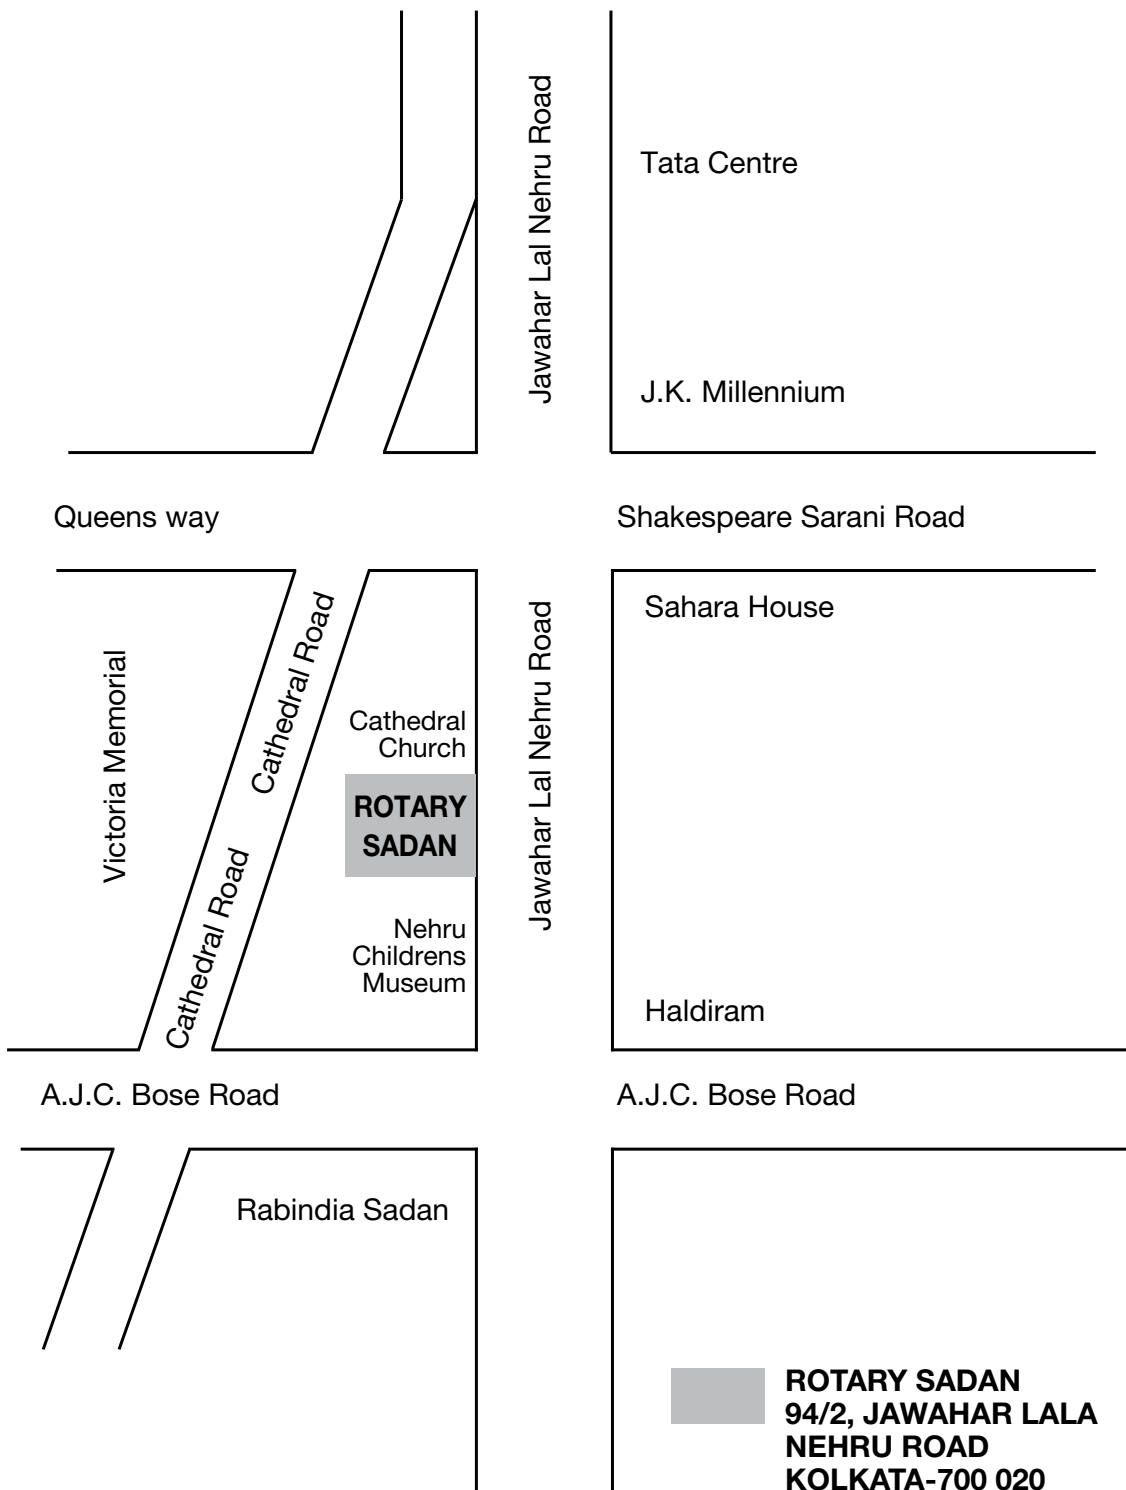 Jawahar Lal Nehru Road
Tata Centre
J.K. Millennium
Queens way
Shakespeare Sarani Road
Sahara House
Victoria Memorial
Cathedral Road
Cathedral Road
Cathedral
Church
ROTARY
SADAN
Jawahar Lal Nehru Road
Nehru
Childrens
Museum
Haldiram
A.J.C. Bose Road
A.J.C. Bose Road
Rabindia Sadan
ROTARY SADAN
94/2, JAWAHAR LALA
NEHRU ROAD
KOLKATA-700 020